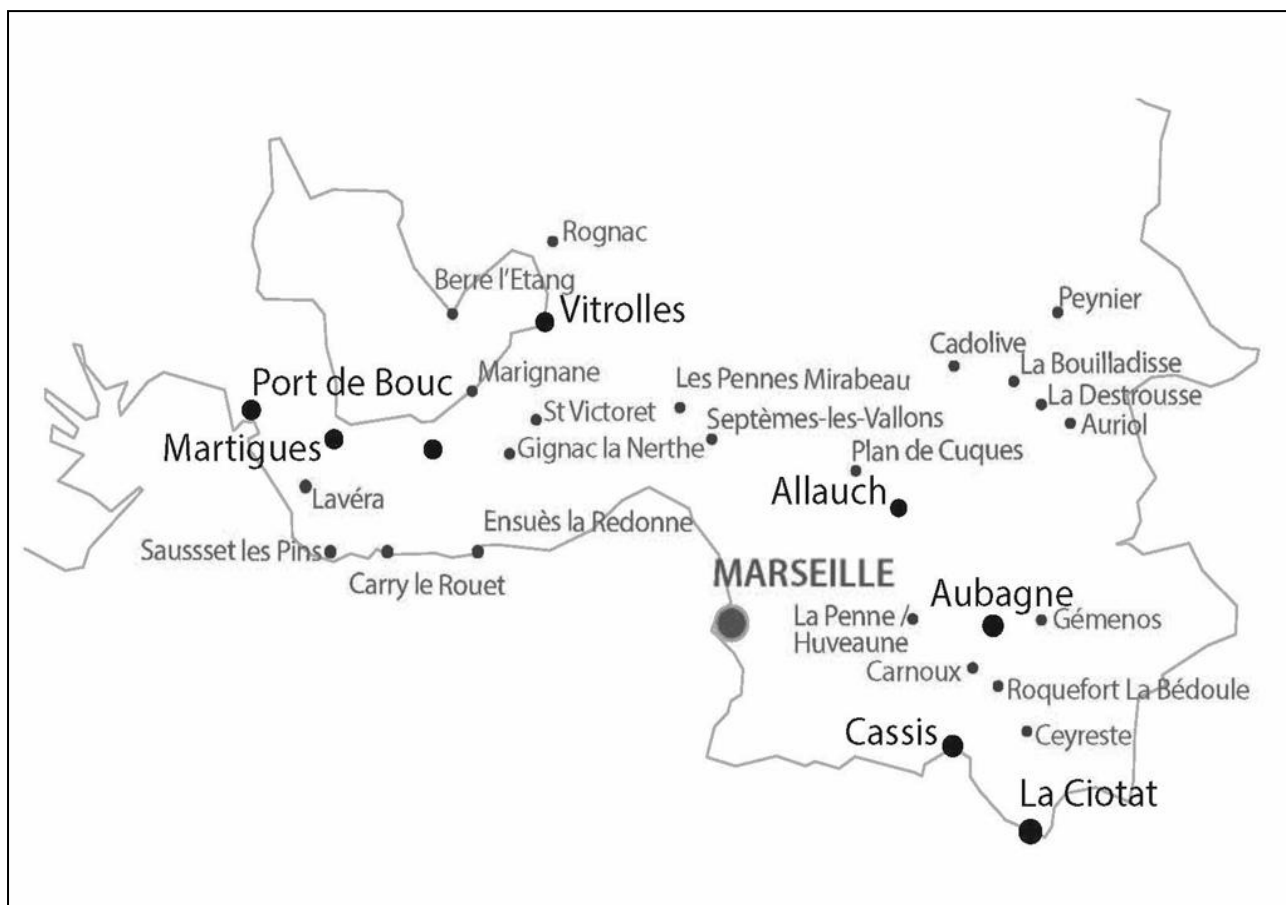 Rognac
Berre l'Etang
Vitrolles
Peynier
Cadolive
La Bouilladisse
Marignane
Port de Bouc
Les Pennes Mirabeau
La Destrousse
St Victoret
Septèmes-les-Vallons
Auriol
Martigues
Gignac la Nerthe
Plan de Cuques
Allauch
Lavéra
Ensuès la Redonne
Saussset les Pins
Carry le Rouet
MARSEILLE
Aubagne
La Penne /
Huveaune
Gémenos
Carnoux
Roquefort La Bédoule
Cassis
Ceyreste
La Ciotat